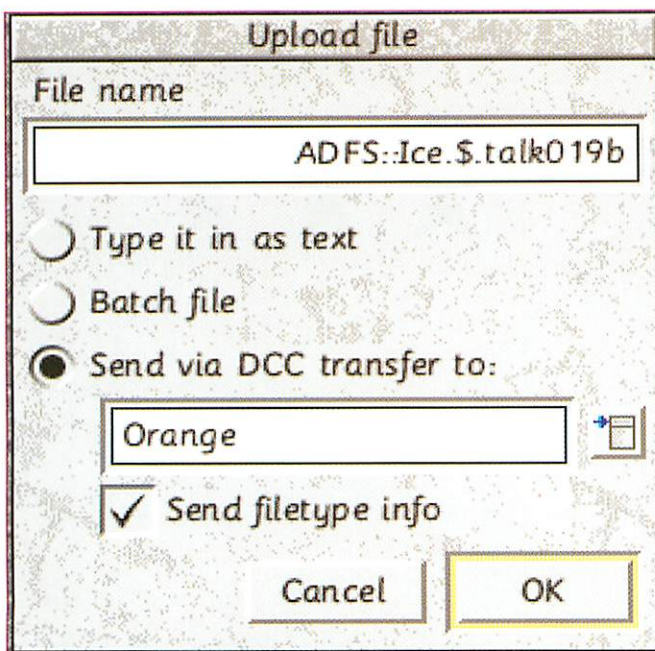 Upload file
File name
ADFS::Ice.$.talk019b
Type it in as text
Batch file
Send via DCC transfer to:
Orange
Send filetype info
Cancel OK